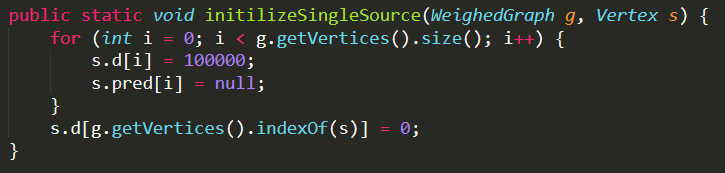 public static void initilizeSingleSource(WeighedGraph g, Vertex s) {
    for (int i = 0; i < g.getVertices().size(); i++) {
        s.d[i] = 100000;
        s.pred[i] = null;
    }
    s.d[g.getVertices().indexOf(s)] = 0;
}